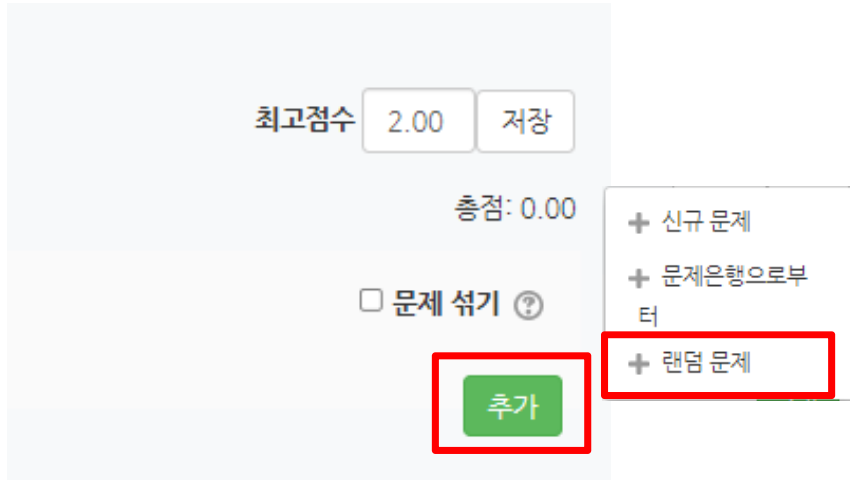 최고점수 2.00 저장
총점: 0.00
문제 섞기
추가
신규 문제
문제은행으로부
터
랜덤 문제